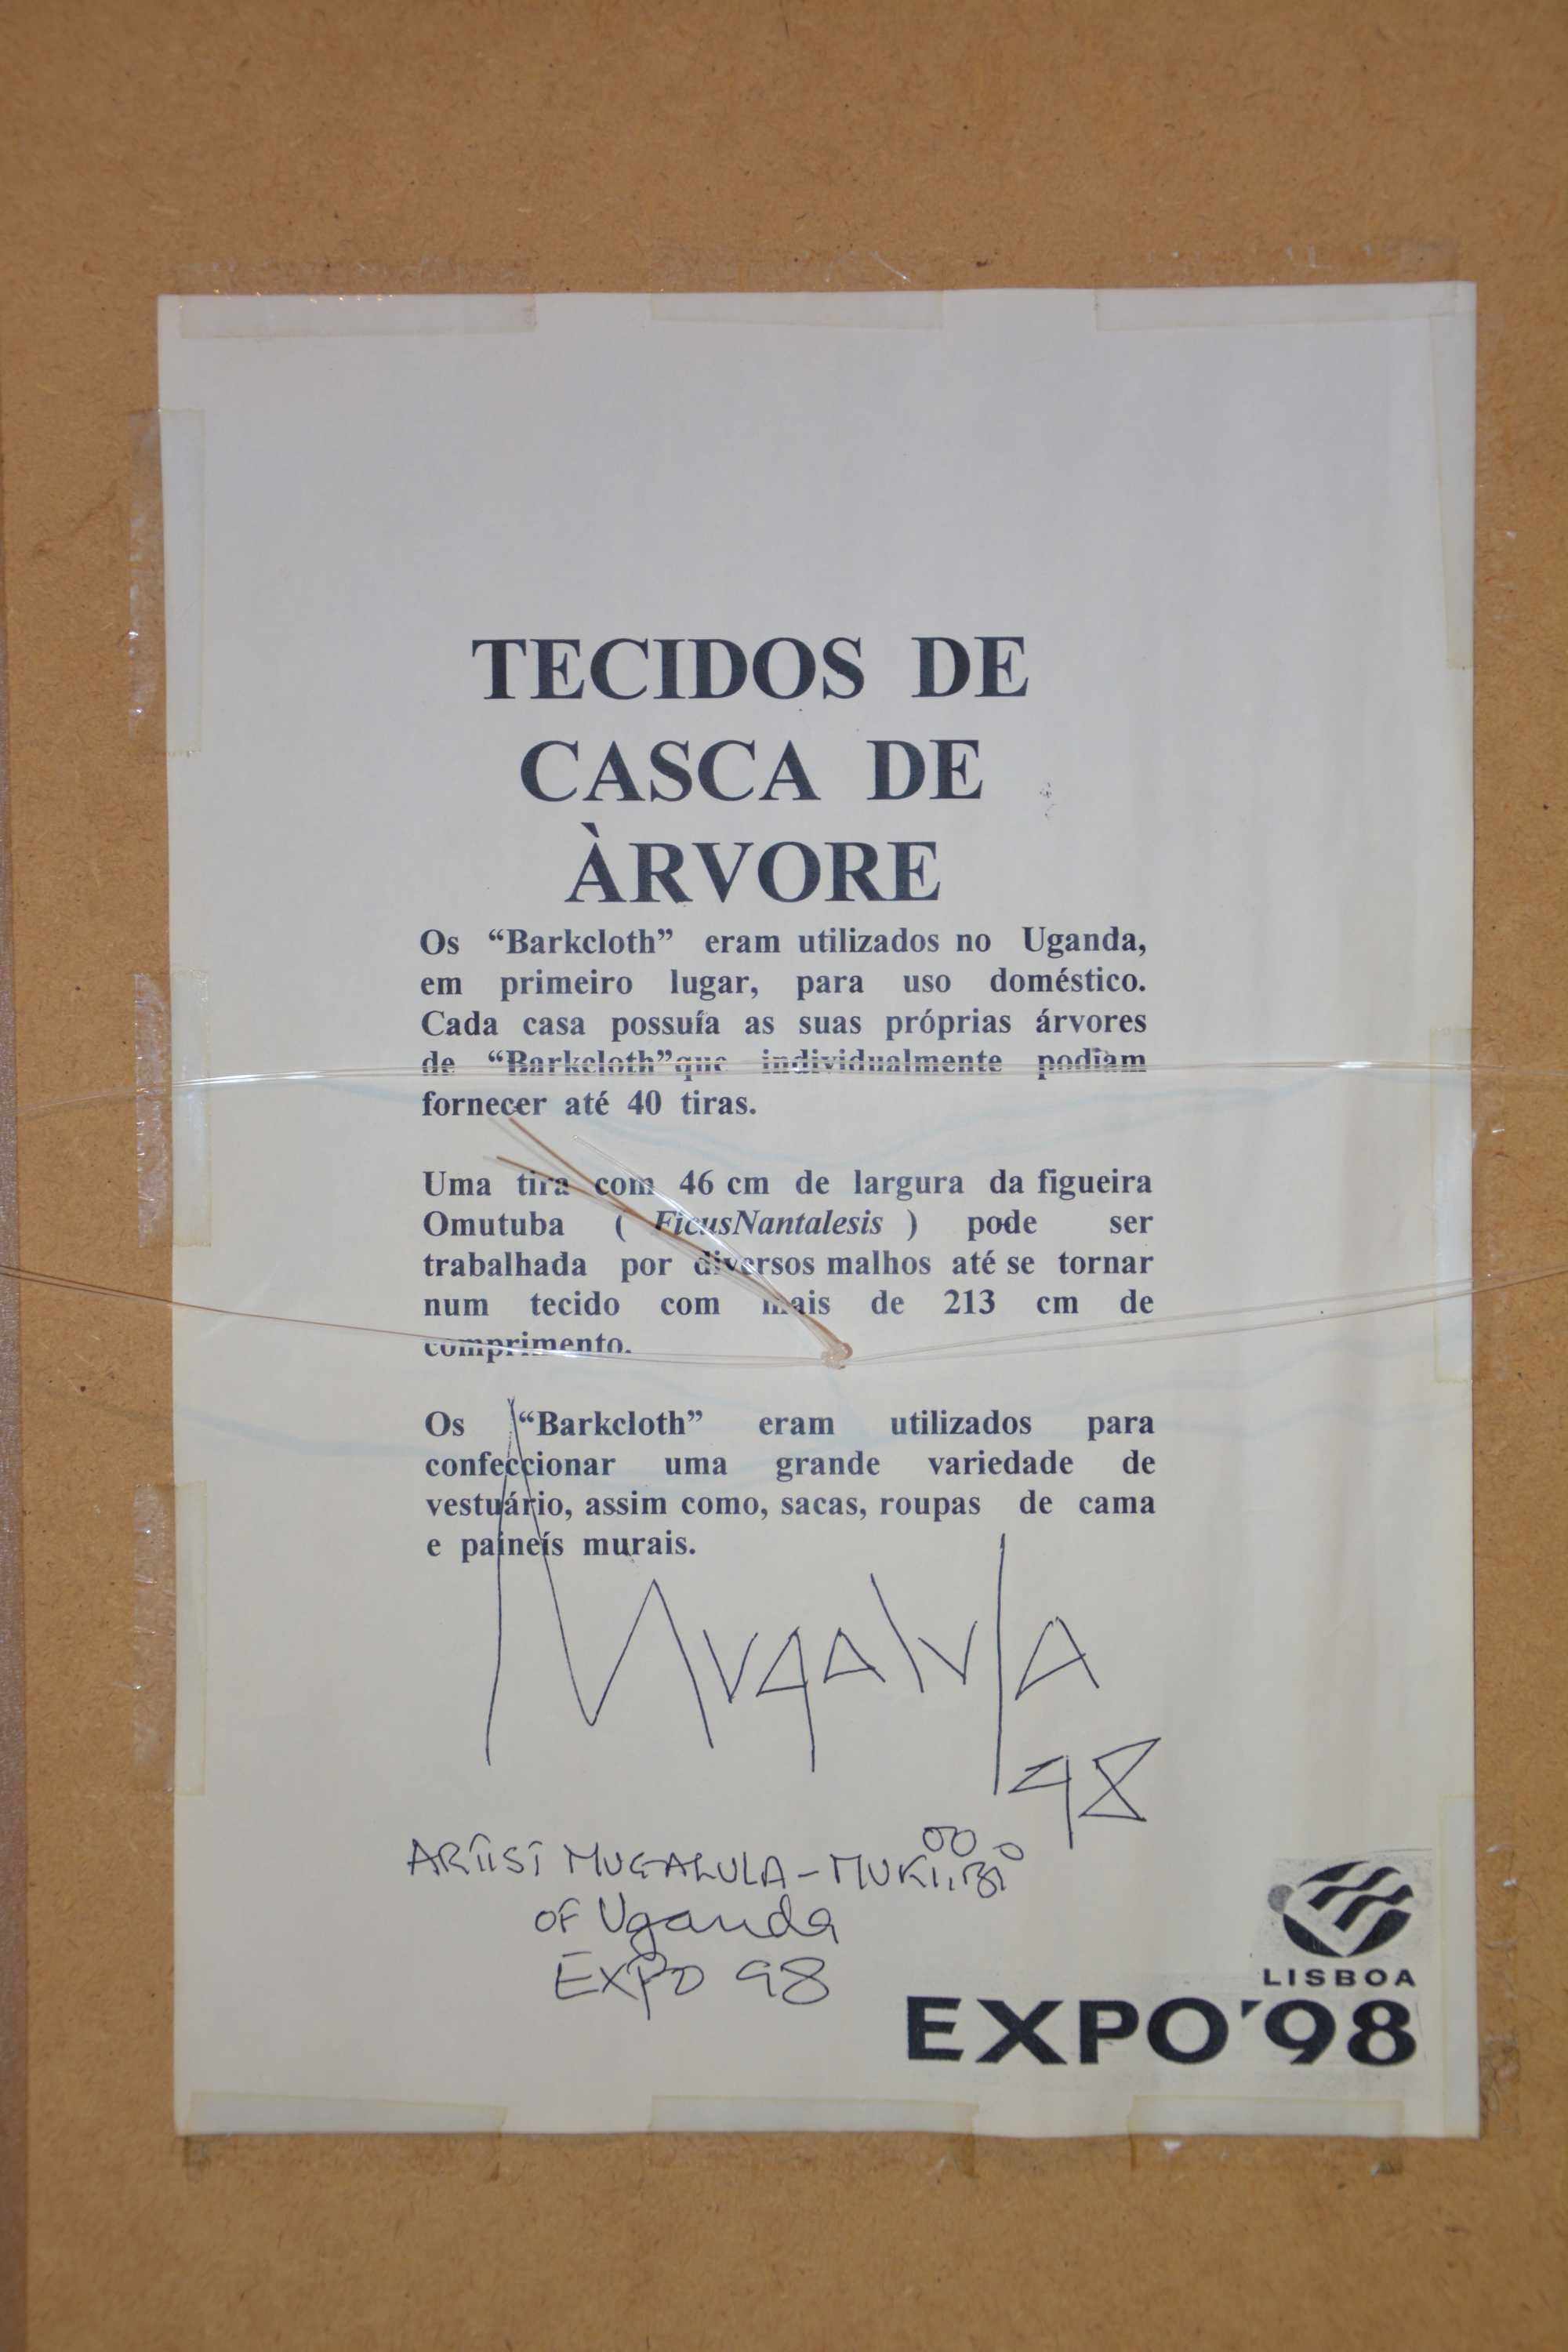 TECIDOS DE
CASCA DE
ÀRVORE
Os “Barkcloth” eram utilizados no Uganda,
em primeiro lugar, para uso doméstico.
Cada casa possuía as suas próprias árvores
de “Barkcloth”que individualmente podiam
fornecer até 40 tiras.
Uma tira com 46 cm de largura da figueira
Omutuba ( FicusNantalesis ) pode ser
trabalhada por diversos malhos até se tornar
num tecido com mais de 213 cm de
comprimento.
Os “Barkcloth” eram utilizados para
confeccionar uma grande variedade de
vestuário, assim como, sacas, roupas de cama
e paíneís murais.
Mugalula
98
ARTIST MUGALULA-MUKIIBI
OF Uganda
EXPO 98
LISBOA
EXPO'98